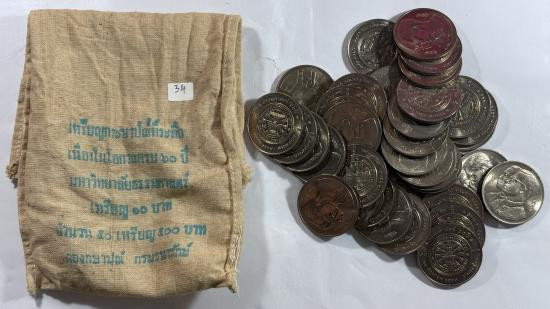 34
เหรียญกษาปณ์ที่ระลึก
เนื่องในโอกาสครบ ๖๐ ปี
มหาวิทยาลัยธรรมศาสตร์
เหรียญ ๑๐ บาท
จำนวน ๕๐ เหรียญ ๕๐๐ บาท
กองกษาปณ์ กรมธนารักษ์